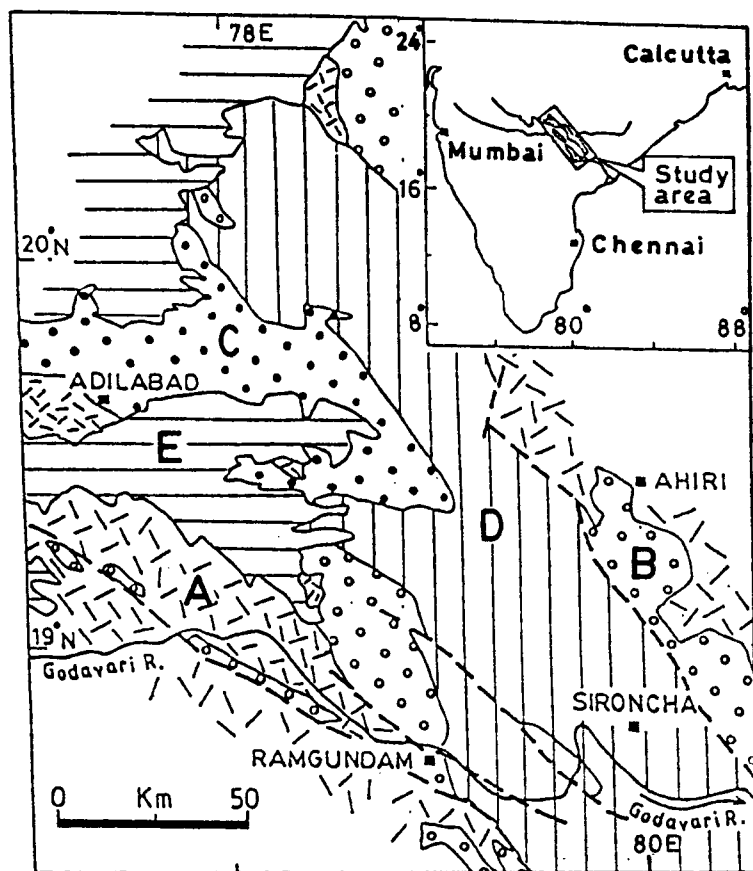 78E
24
Calcutta
Mumbai
Study
area
16
20°N
Chennai
8
80
88
C
ADILABAD
E
AHIRI
D
B
A
19°N
Godavari R.
SIRONCHA
RAMGUNDAM
0 Km 50
Godavari R.
80E